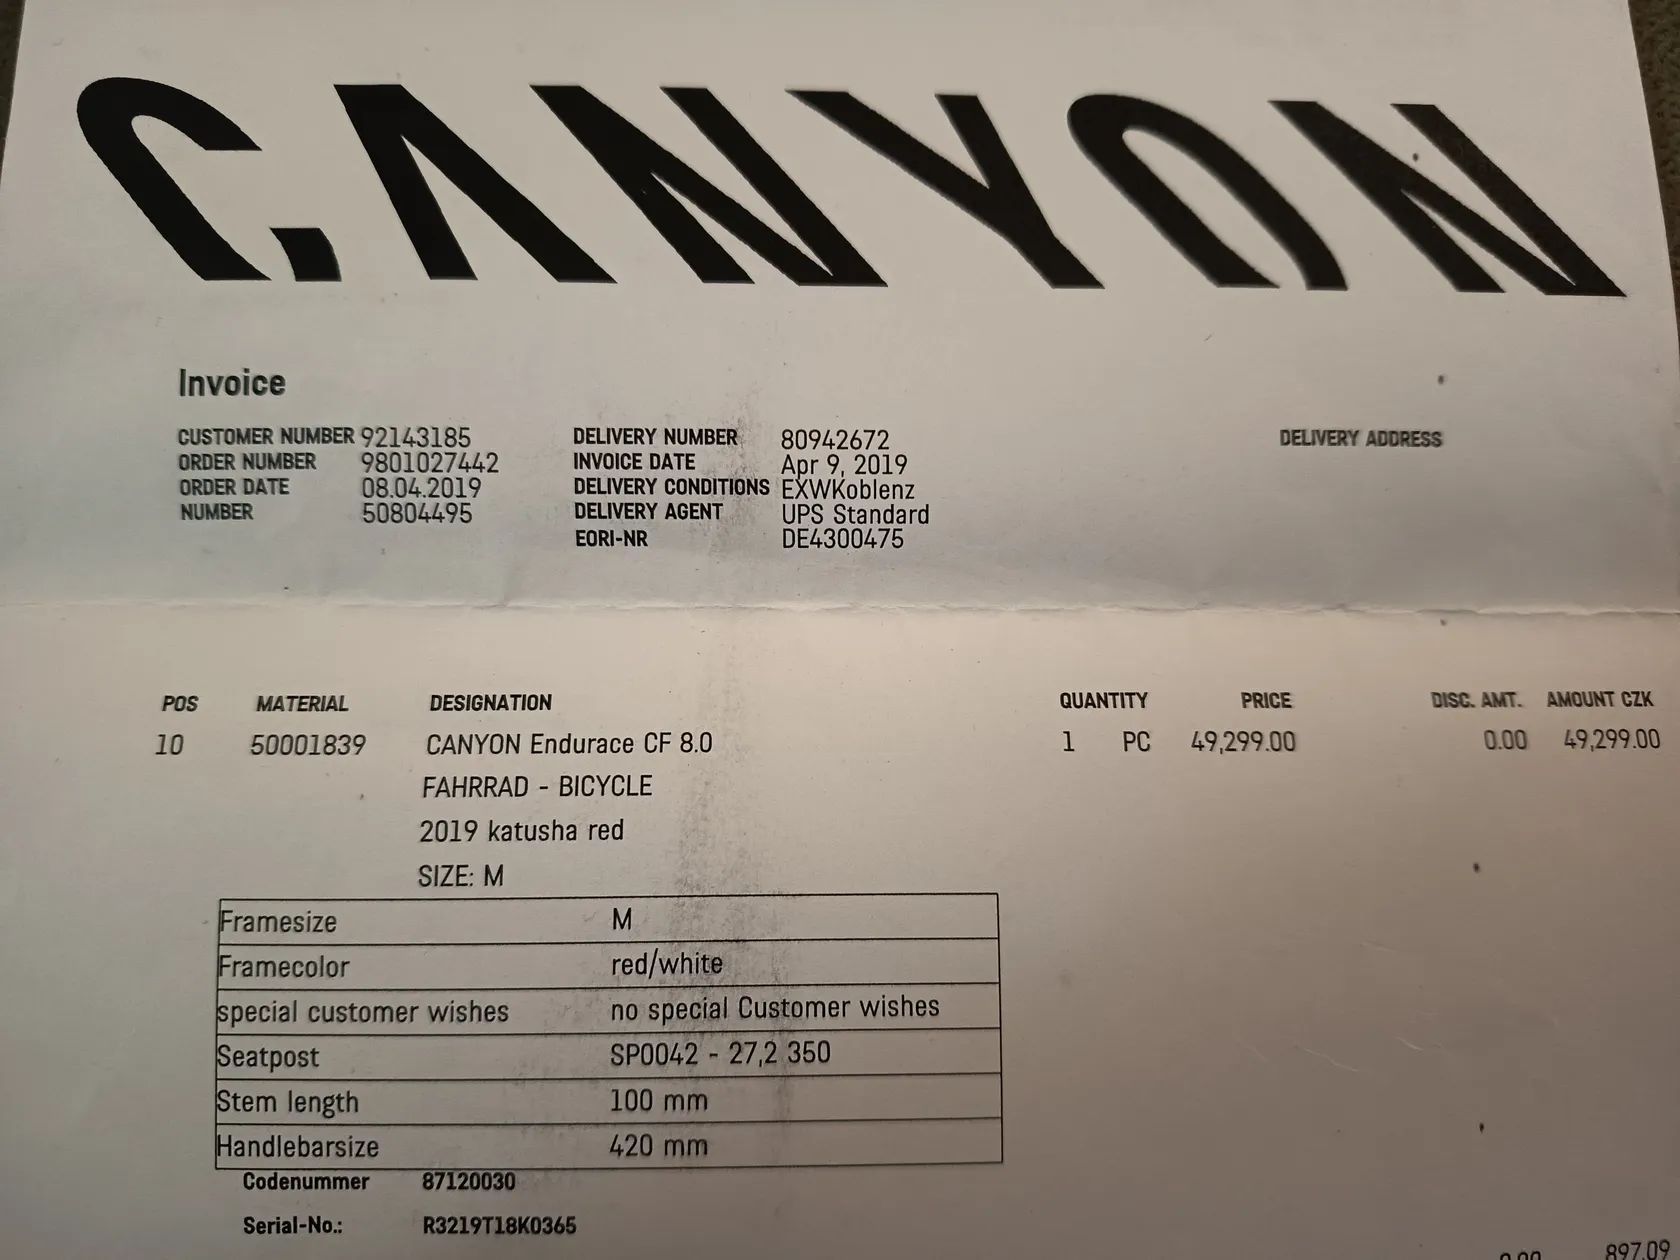 CANYON
Invoice
CUSTOMER NUMBER 92143185
ORDER NUMBER 9801027442
ORDER DATE 08.04.2019
NUMBER 50804495
DELIVERY NUMBER 80942672
INVOICE DATE Apr 9, 2019
DELIVERY CONDITIONS EXWKoblenz
DELIVERY AGENT UPS Standard
EORI-NR DE4300475
DELIVERY ADDRESS
POS MATERIAL DESIGNATION QUANTITY PRICE DISC. AMT. AMOUNT CZK
10 50001839 CANYON Endurace CF 8.0 1 PC 49,299.00 0.00 49,299.00
FAHRRAD - BICYCLE
2019 katusha red
SIZE: M
Framesize M
Framecolor red/white
special customer wishes no special Customer wishes
Seatpost SP0042 - 27,2 350
Stem length 100 mm
Handlebarsize 420 mm
Codenummer 87120030
Serial-No.: R3219T18K0365
0.00 897.09